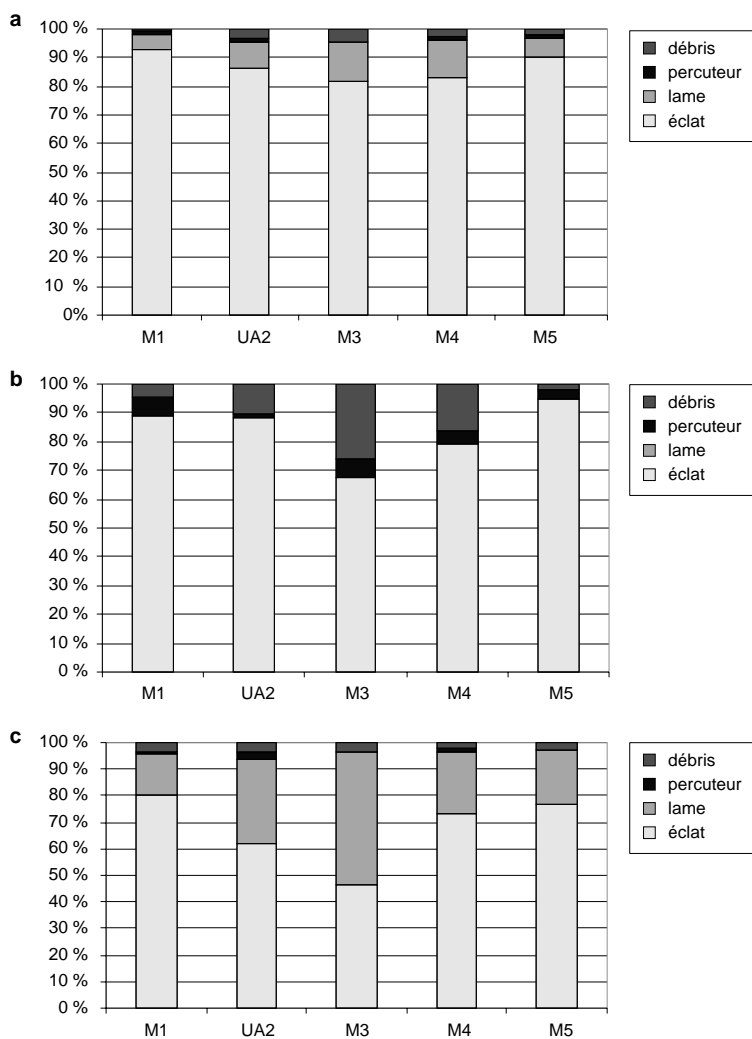 a
100 %
90 %
80 %
70 %
60 %
50 %
40 %
30 %
20 %
10 %
0%
M1 UA2 M3 M4 M5
débris
percuteur
lame
éclat
b
100 %
90 %
80 %
70 %
60 %
50 %
40 %
30 %
20 %
10 %
0 %
M1 UA2 M3 M4 M5
débris
percuteur
lame
éclat
c
100 %
90 %
80 %
70 %
60 %
50 %
40 %
30 %
20 %
10 %
0 %
M1 UA2 M3 M4 M5
débris
percuteur
lame
éclat